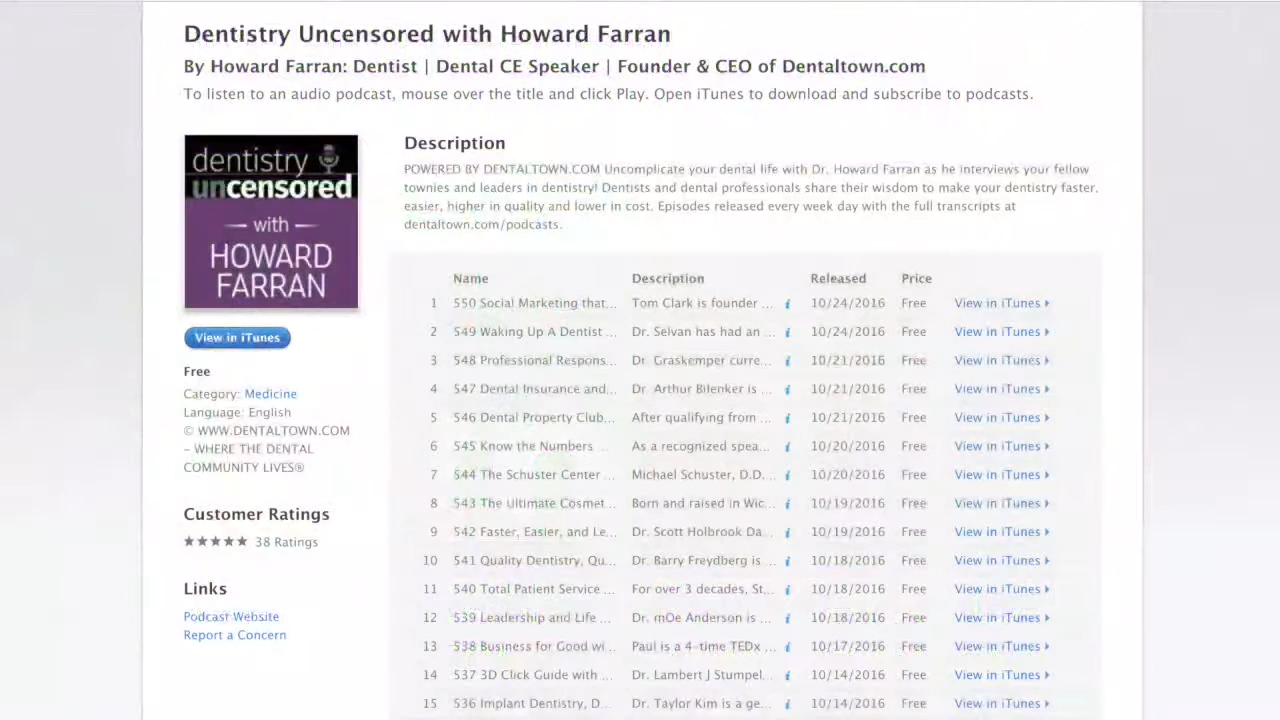 Dentistry Uncensored with Howard Farran
By Howard Farran: Dentist | Dental CE Speaker | Founder & CEO of Dentaltown.com
To listen to an audio podcast, mouse over the title and click Play. Open iTunes to download and subscribe to podcasts.
dentistry
uncensored
with
HOWARD
FARRAN
View in iTunes
Free
Category: Medicine
Language: English
© WWW.DENTALTOWN.COM
– WHERE THE DENTAL
COMMUNITY LIVES®
Customer Ratings
★★★★★ 38 Ratings
Links
Podcast Website
Report a Concern
Description
POWERED BY DENTALTOWN.COM Uncomplicate your dental life with Dr. Howard Farran as he interviews your fellow
townies and leaders in dentistry! Dentists and dental professionals share their wisdom to make your dentistry faster,
easier, higher in quality and lower in cost. Episodes released every week day with the full transcripts at
dentaltown.com/podcasts.
Name Description Released Price
1 550 Social Marketing that... Tom Clark is founder ... i 10/24/2016 Free View in iTunes
2 549 Waking Up A Dentist ... Dr. Selvan has had an ... i 10/24/2016 Free View in iTunes
3 548 Professional Respons... Dr. Graskemper curre... i 10/21/2016 Free View in iTunes
4 547 Dental Insurance and... Dr. Arthur Bilenker is ... i 10/21/2016 Free View in iTunes
5 546 Dental Property Club... After qualifying from ... i 10/21/2016 Free View in iTunes
6 545 Know the Numbers ... As a recognized spea... i 10/20/2016 Free View in iTunes
7 544 The Schuster Center ... Michael Schuster, D.D... i 10/20/2016 Free View in iTunes
8 543 The Ultimate Cosmet... Born and raised in Wic... i 10/19/2016 Free View in iTunes
9 542 Faster, Easier, and Le... Dr. Scott Holbrook Da... i 10/19/2016 Free View in iTunes
10 541 Quality Dentistry, Qu... Dr. Barry Freydberg is ... i 10/18/2016 Free View in iTunes
11 540 Total Patient Service ... For over 3 decades, St... i 10/18/2016 Free View in iTunes
12 539 Leadership and Life ... Dr. mOe Anderson is ... i 10/18/2016 Free View in iTunes
13 538 Business for Good wi... Paul is a 4-time TEDx ... i 10/17/2016 Free View in iTunes
14 537 3D Click Guide with ... Dr. Lambert J Stumpel... i 10/14/2016 Free View in iTunes
15 536 Implant Dentistry, D... Dr. Taylor Kim is a ge... i 10/14/2016 Free View in iTunes